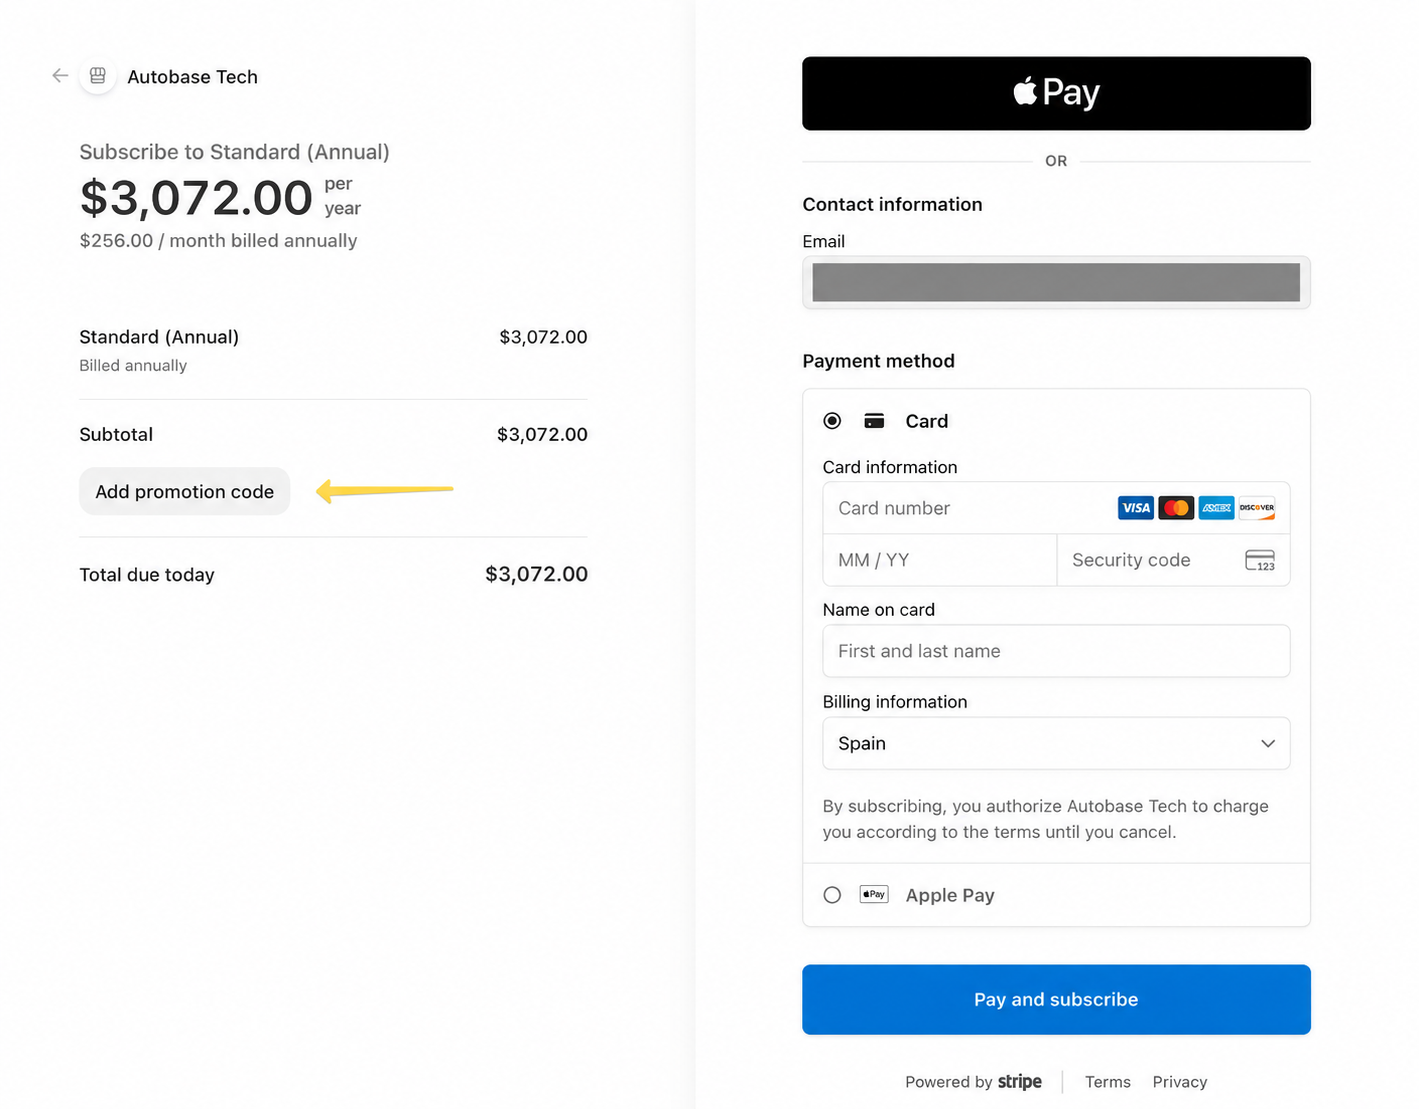 Autobase Tech
Subscribe to Standard (Annual)
$3,072.00 per year
$256.00 / month billed annually
Standard (Annual) $3,072.00
Billed annually
Subtotal $3,072.00
Add promotion code
Total due today $3,072.00
Pay
OR
Contact information
Email
Payment method
Card
Card information
Card number VISA AMEX DISCOVER
MM / YY Security code 123
Name on card
First and last name
Billing information
Spain
By subscribing, you authorize Autobase Tech to charge
you according to the terms until you cancel.
Pay Apple Pay
Pay and subscribe
Powered by stripe Terms Privacy